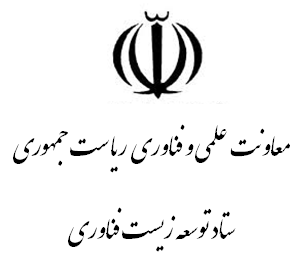 معاونت علمی و فناوری ریاست جمهوری
ستاد توسعه زیست فناوری